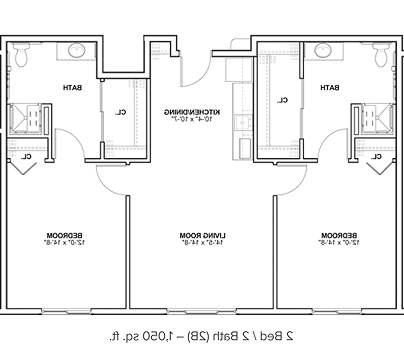 BATH
CL.
KITCHEN/DINING
10'-4" x 10'-7"
CL.
BATH
CL.
CL.
BEDROOM
12'-0" x 14'-8"
LIVING ROOM
14'-5" x 14'-8"
BEDROOM
12'-0" x 14'-8"
2 Bed / 2 Bath (2B) – 1,050 sq. ft.